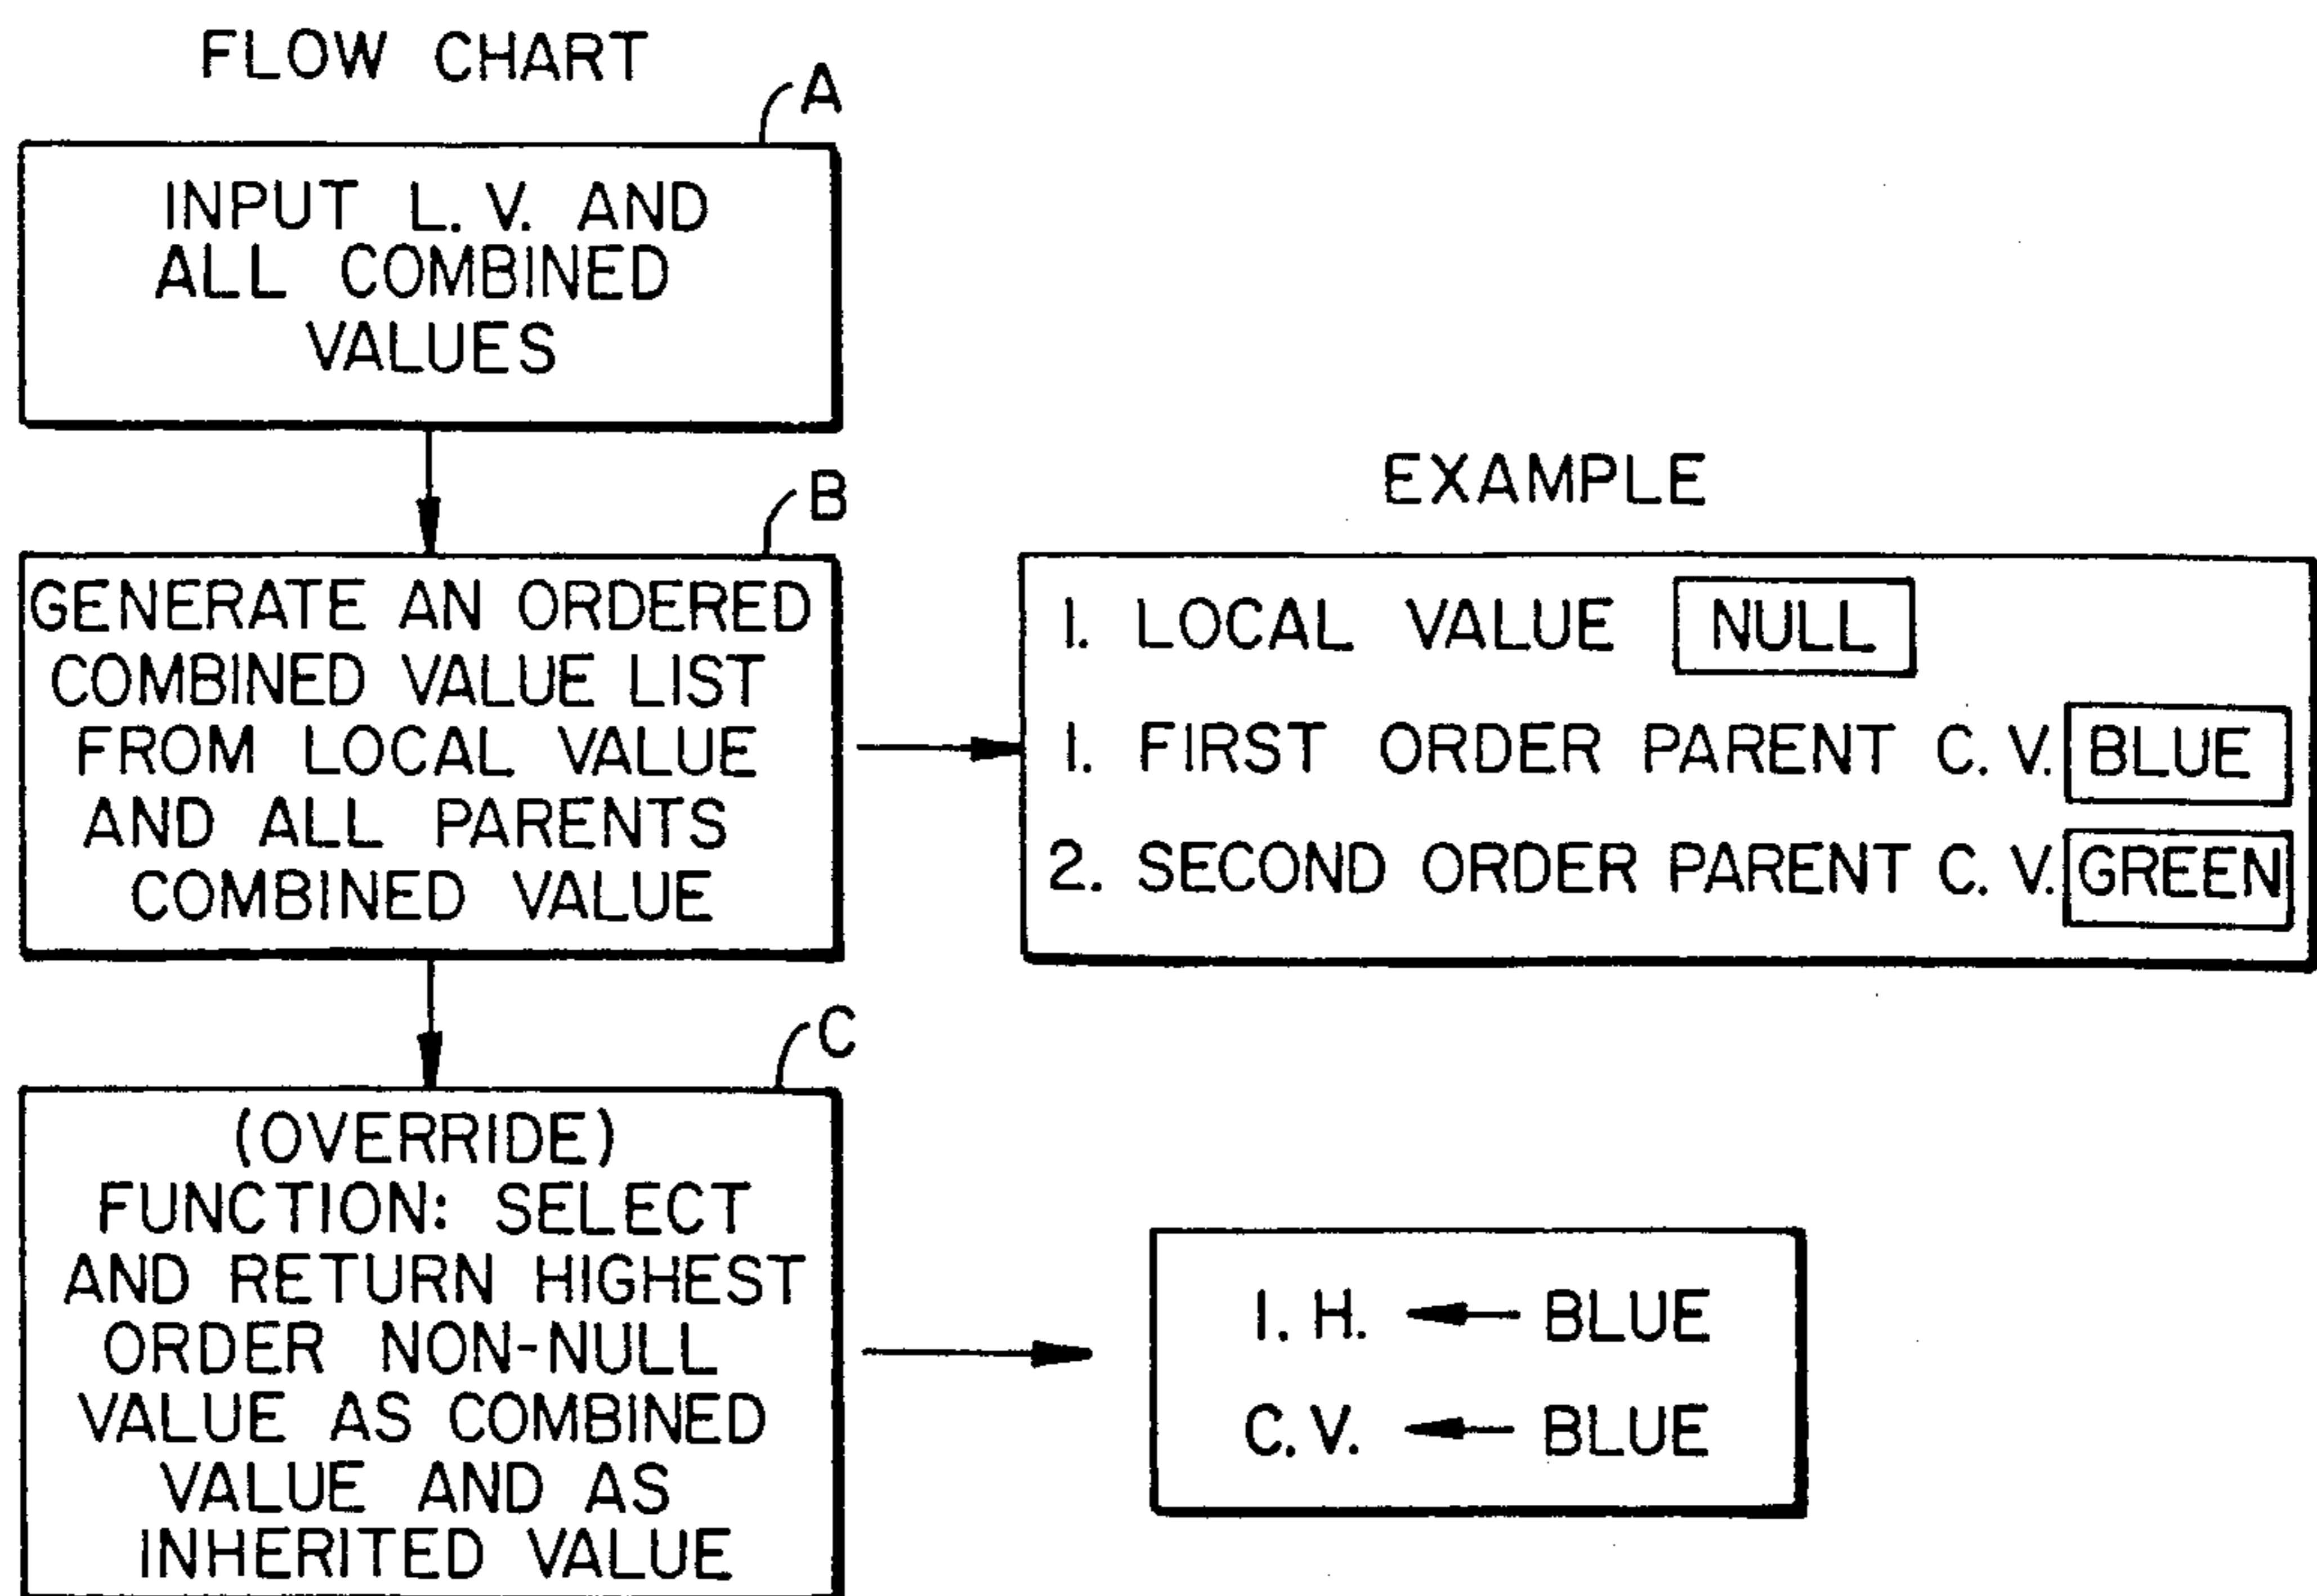 FLOW CHART
A
INPUT L. V. AND
ALL COMBINED
VALUES
B
GENERATE AN ORDERED
COMBINED VALUE LIST
FROM LOCAL VALUE
AND ALL PARENTS
COMBINED VALUE
EXAMPLE
1. LOCAL VALUE NULL
1. FIRST ORDER PARENT C. V. BLUE
2. SECOND ORDER PARENT C. V. GREEN
C
(OVERRIDE)
FUNCTION: SELECT
AND RETURN HIGHEST
ORDER NON-NULL
VALUE AS COMBINED
VALUE AND AS
INHERITED VALUE
I. H. ← BLUE
C. V. ← BLUE